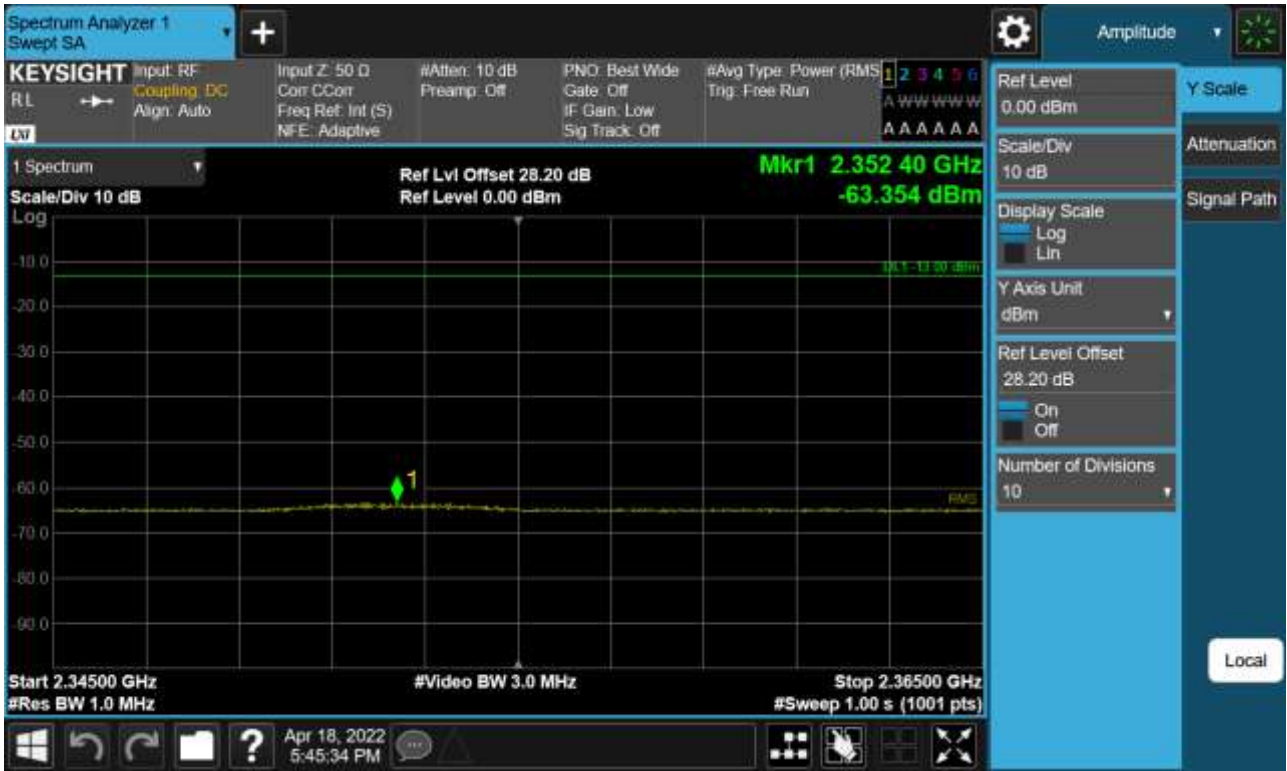 Spectrum Analyzer 1
Swept SA
+
Amplitude
KEYSIGHT
RL
Input: RF
Coupling: DC
Align: Auto
Input Z: 50 Ω
Corr CCorr
Freq Ref: Int (S)
NFE: Adaptive
#Atten: 10 dB
Preamp: Off
PNO: Best Wide
Gate: Off
IF Gain: Low
Sig Track: Off
#Avg Type: Power (RMS
Trig: Free Run
1 2 3 4 5 6
A W W W W W
A A A A A A
LXI
1 Spectrum
Scale/Div 10 dB
Ref Lvl Offset 28.20 dB
Ref Level 0.00 dBm
Mkr1 2.352 40 GHz
-63.354 dBm
Log
DL1 -13.00 dBm
-10.0
-20.0
-30.0
-40.0
-50.0
1
-60.0
RMS
-70.0
-80.0
-90.0
Start 2.34500 GHz
#Video BW 3.0 MHz
Stop 2.36500 GHz
#Res BW 1.0 MHz
#Sweep 1.00 s (1001 pts)
Ref Level
0.00 dBm
Scale/Div
10 dB
Display Scale
Log
Lin
Y Axis Unit
dBm
Ref Level Offset
28.20 dB
On
Off
Number of Divisions
10
Y Scale
Attenuation
Signal Path
Local
?
Apr 18, 2022
5:45:34 PM